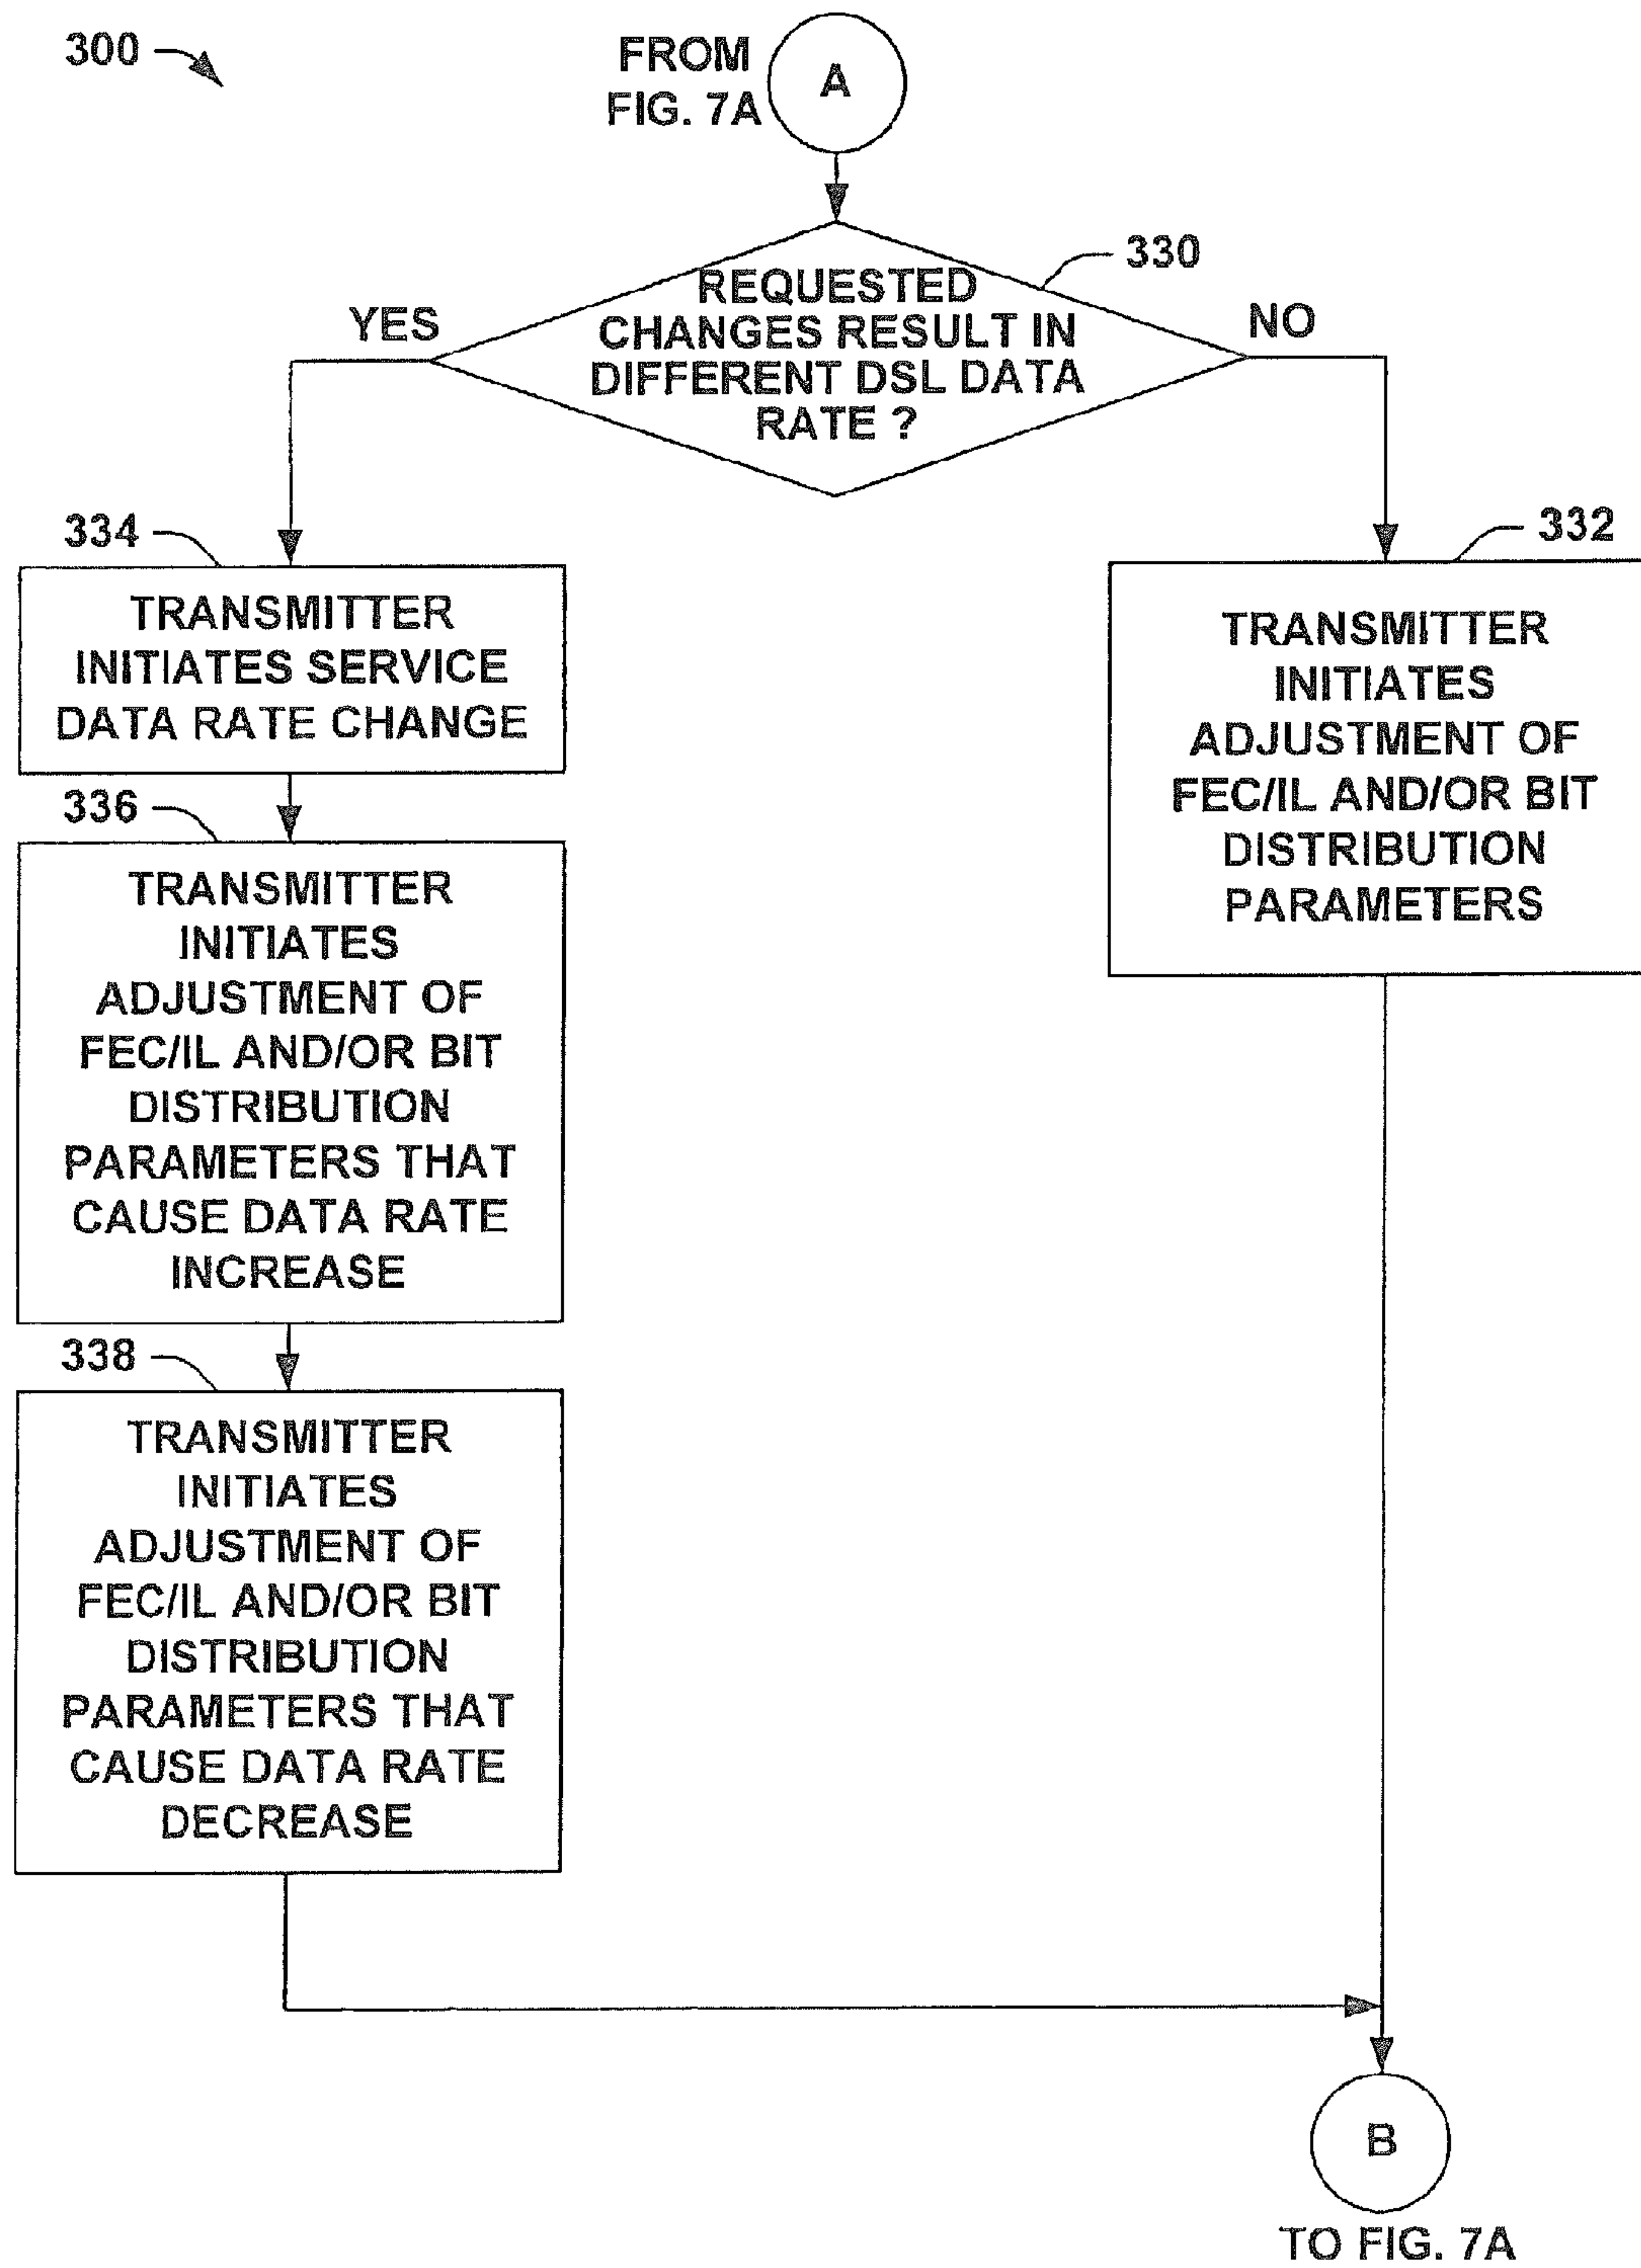 300
FROM
FIG. 7A
A
330
REQUESTED
CHANGES RESULT IN
DIFFERENT DSL DATA
RATE ?
YES
NO
334
TRANSMITTER
INITIATES SERVICE
DATA RATE CHANGE
332
TRANSMITTER
INITIATES
ADJUSTMENT OF
FEC/IL AND/OR BIT
DISTRIBUTION
PARAMETERS
336
TRANSMITTER
INITIATES
ADJUSTMENT OF
FEC/IL AND/OR BIT
DISTRIBUTION
PARAMETERS THAT
CAUSE DATA RATE
INCREASE
338
TRANSMITTER
INITIATES
ADJUSTMENT OF
FEC/IL AND/OR BIT
DISTRIBUTION
PARAMETERS THAT
CAUSE DATA RATE
DECREASE
B
TO FIG. 7A